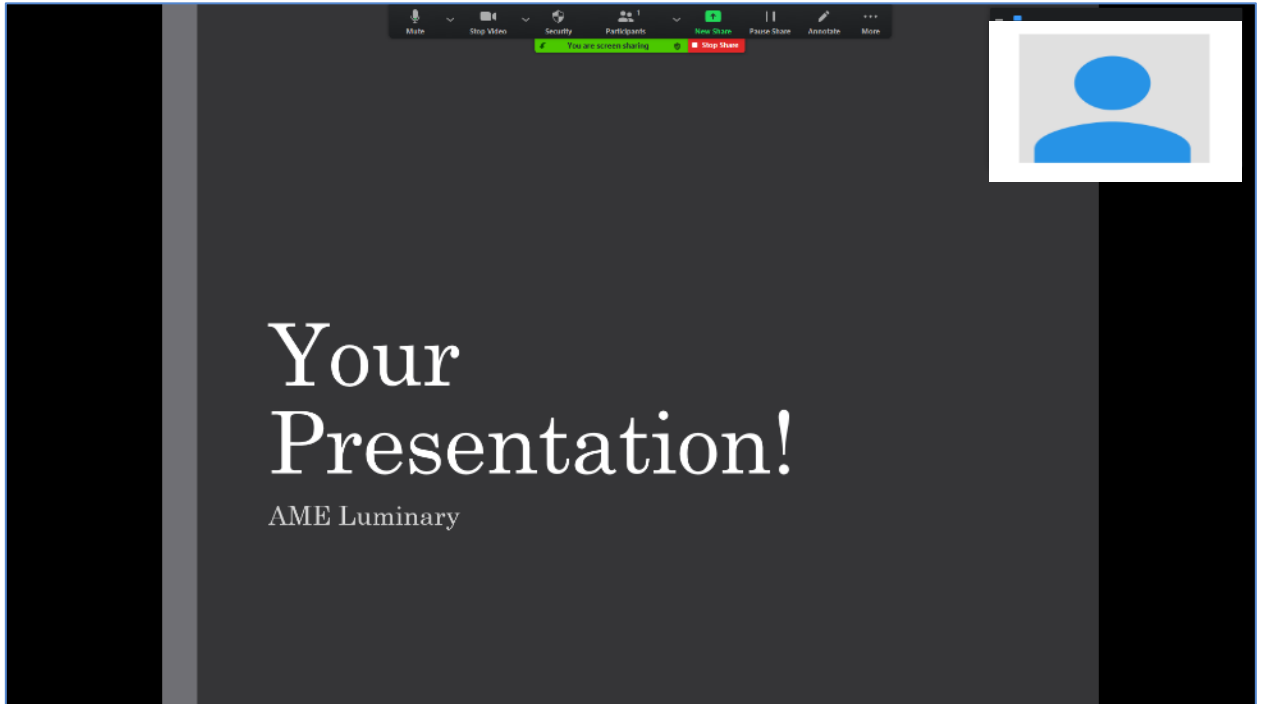 1
Mute Stop Video Security Participants New Share Pause Share Annotate More
You are screen sharing Stop Share
Your
Presentation!
AME Luminary